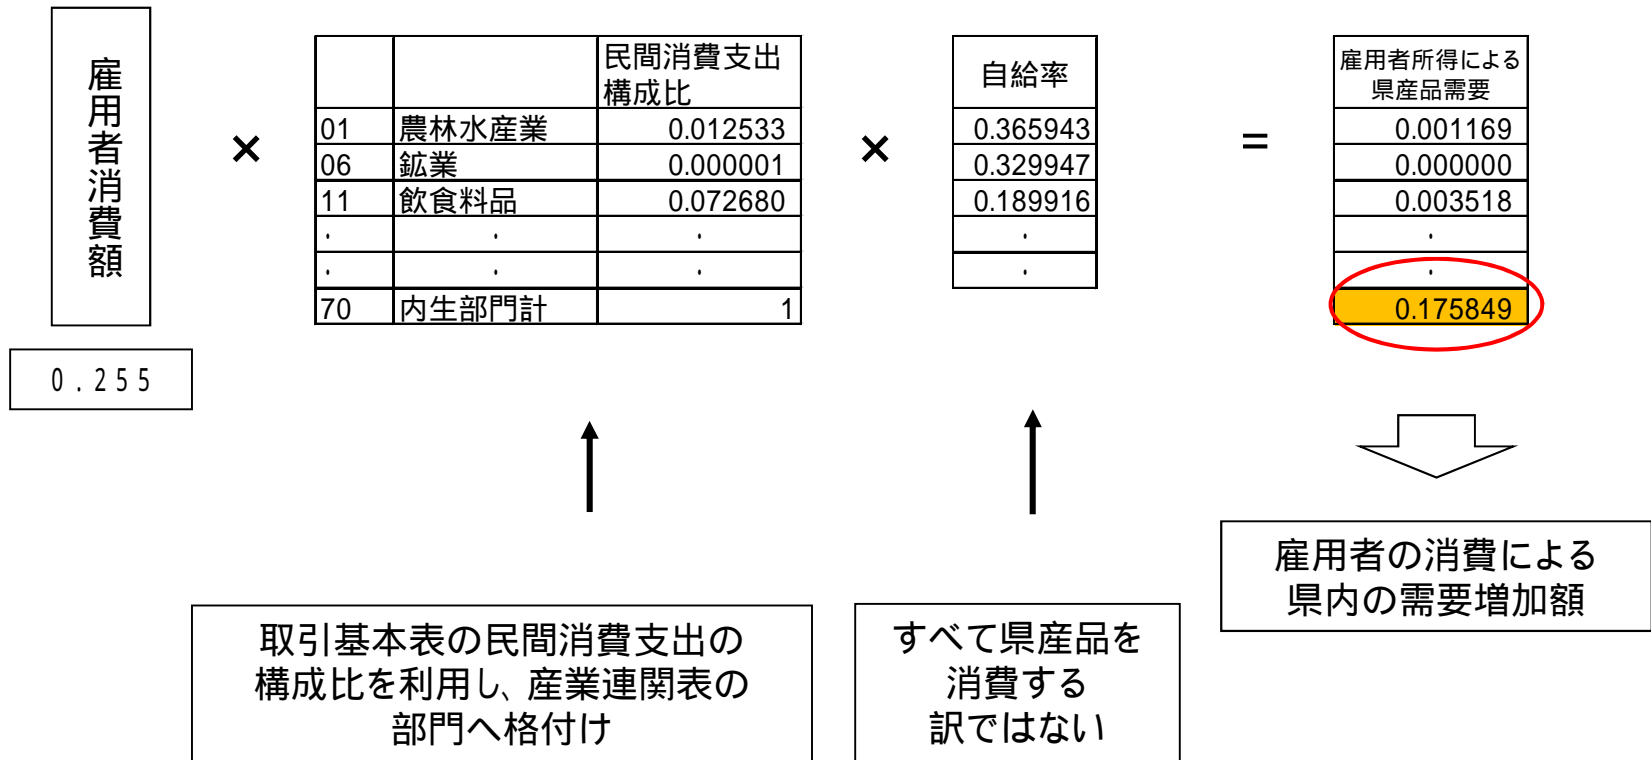 雇用者消費額
0.255
×
民間消費支出
構成比
01 農林水産業 0.012533
06 鉱業 0.000001
11 飲食料品 0.072680
・ ・ ・
・ ・ ・
70 内生部門計 1
×
自給率
0.365943
0.329947
0.189916
・
・
=
雇用者所得による
県産品需要
0.001169
0.000000
0.003518
・
・
0.175849
取引基本表の民間消費支出の
構成比を利用し、産業連関表の
部門へ格付け
すべて県産品を
消費する
訳ではない
雇用者の消費による
県内の需要増加額